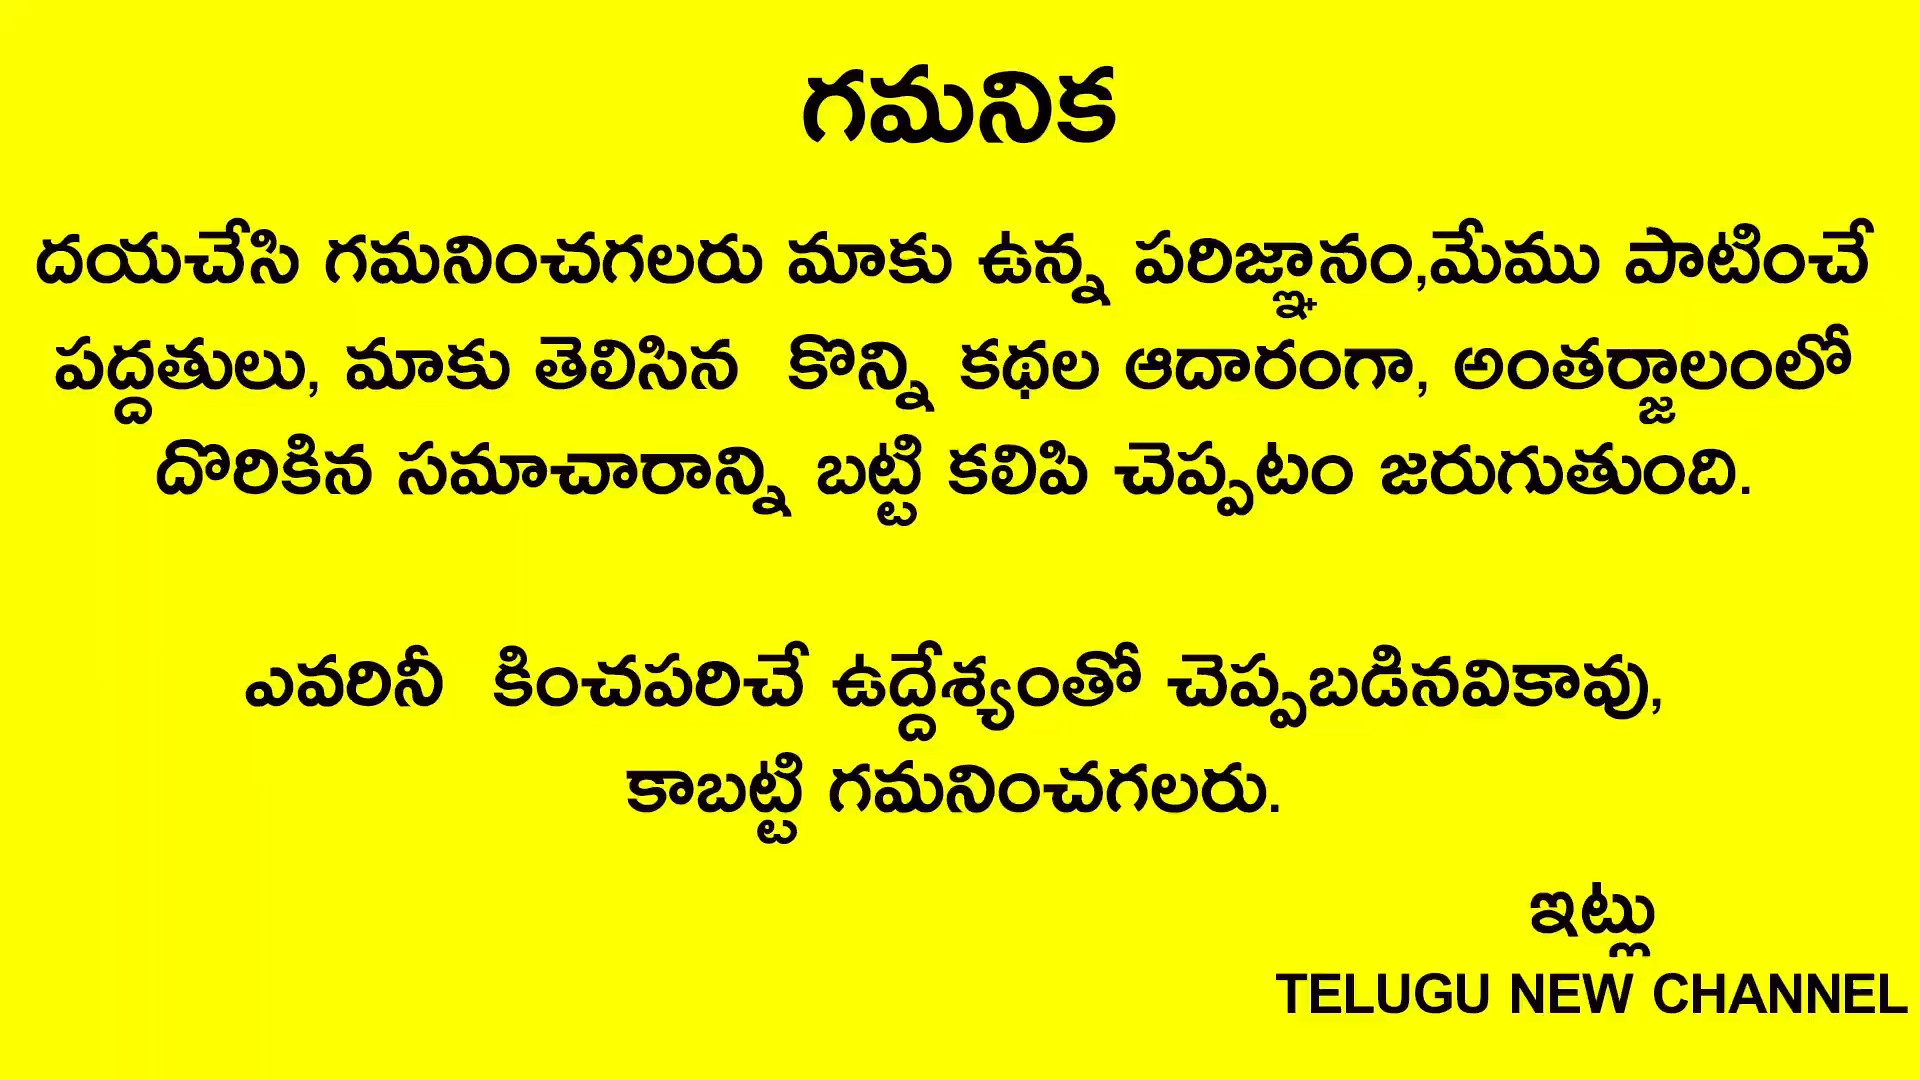 గమనిక
దయచేసి గమనించగలరు మాకు ఉన్న పరిజ్ఞానం,మేము పాటించే
పద్దతులు, మాకు తెలిసిన కొన్ని కథల ఆదారంగా, అంతర్జాలంలో
దొరికిన సమాచారాన్ని బట్టి కలిపి చెప్పటం జరుగుతుంది.
ఎవరినీ కించపరిచే ఉద్దేశ్యంతో చెప్పబడినవికావు,
కాబట్టి గమనించగలరు.
ఇట్లు
TELUGU NEW CHANNEL